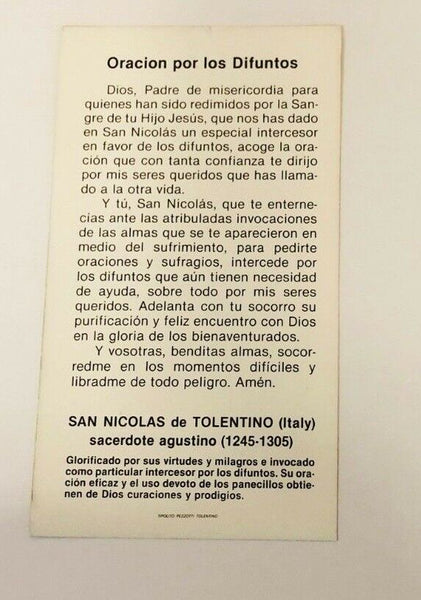 Oracion por los Difuntos
Dios, Padre de misericordia para
quienes han sido redimidos por la San-
gre de tu Hijo Jesús, que nos has dado
en San Nicolás un especial intercesor
en favor de los difuntos, acoge la ora-
ción que con tanta confianza te dirijo
por mis seres queridos que has llama-
do a la otra vida.
Y tú, San Nicolás, que te enterne-
cías ante las atribuladas invocaciones
de las almas que se te aparecieron en
medio del sufrimiento, para pedirte
oraciones y sufragios, intercede por
los difuntos que aún tienen necesidad
de ayuda, sobre todo por mis seres
queridos. Adelanta con tu socorro su
purificación y feliz encuentro con Dios
en la gloria de los bienaventurados.
Y vosotras, benditas almas, socor-
redme en los momentos difíciles y
libradme de todo peligro. Amén.
SAN NICOLAS de TOLENTINO (Italy)
sacerdote agustino (1245-1305)
Glorificado por sus virtudes y milagros e invocado
como particular intercesor por los difuntos. Su ora-
ción eficaz y el uso devoto de los panecillos obtie-
nen de Dios curaciones y prodigios.
TIPOLITO PEZZOTTI TOLENTINO